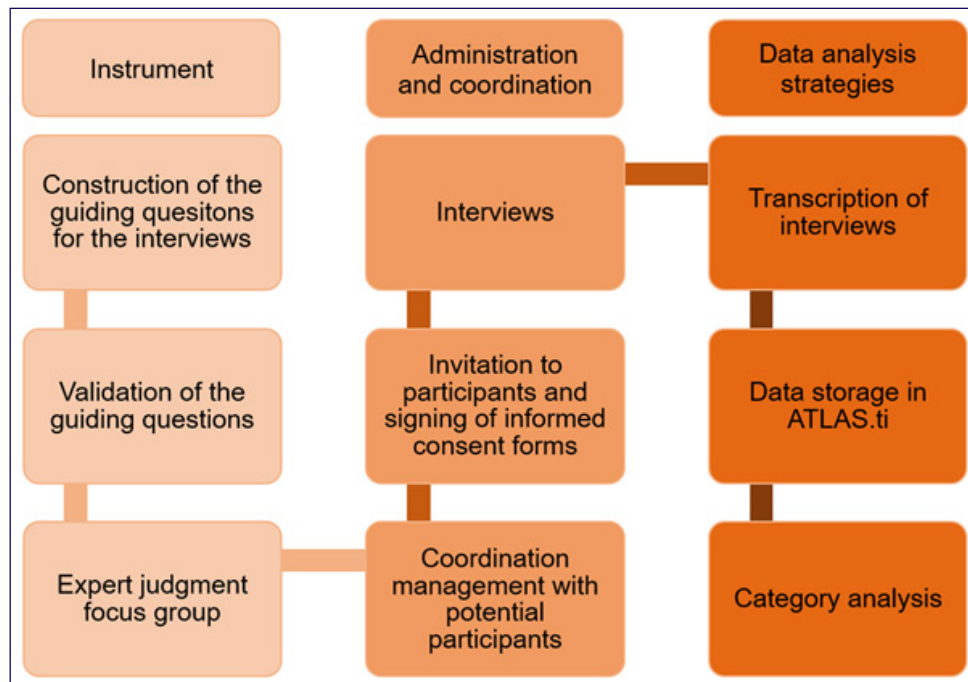 Instrument
Administration
and coordination
Data analysis
strategies
Construction of the
guiding quesitons
for the interviews
Interviews
Transcription of
interviews
Validation of the
guiding questions
Invitation to
participants and
signing of informed
consent forms
Data storage in
ATLAS.ti
Expert judgment
focus group
Coordination
management with
potential
participants
Category analysis